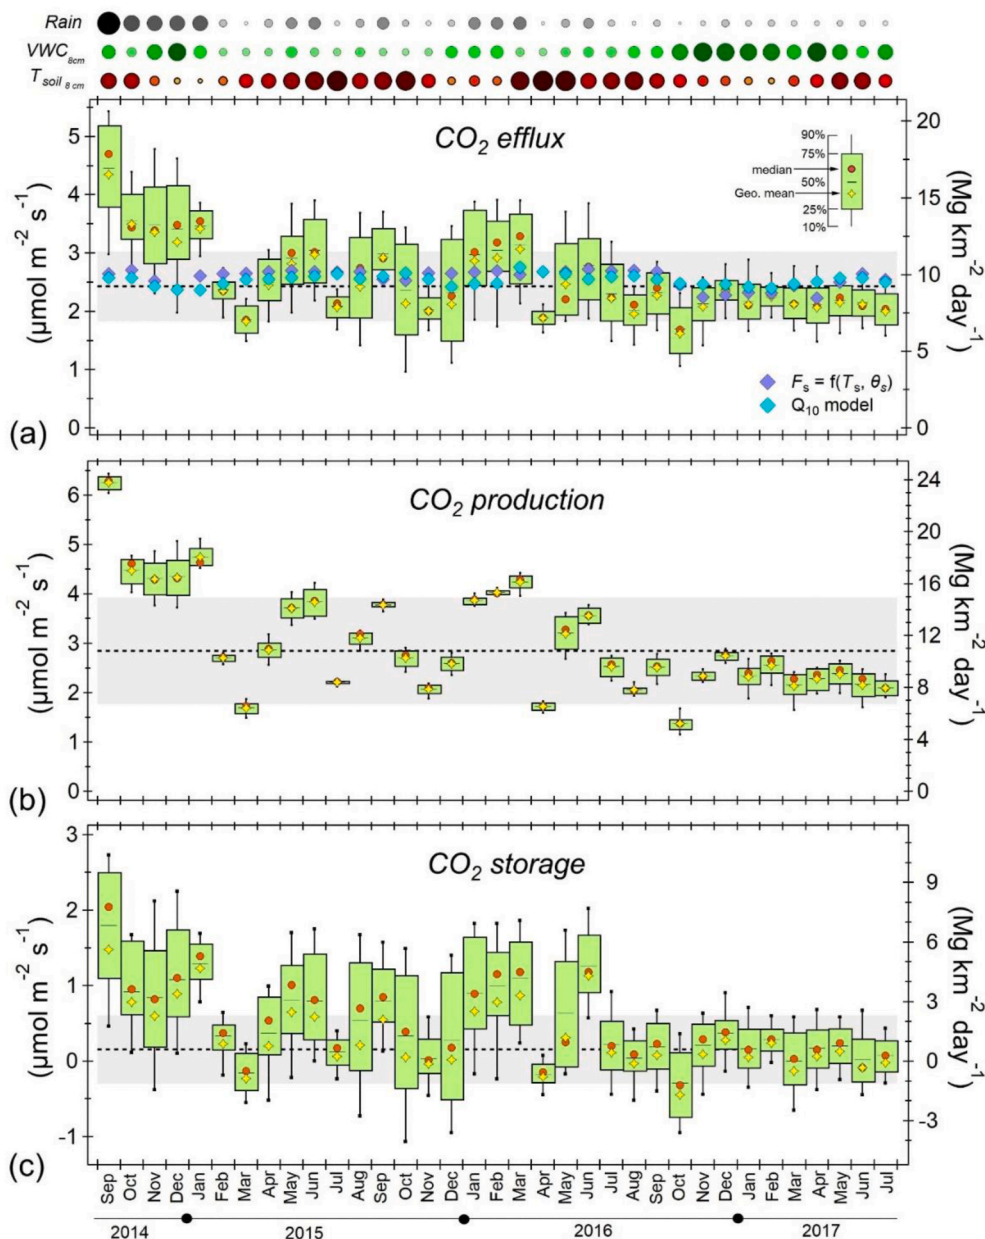 Rain
VWC 8cm
T soil 8 cm
CO2 efflux
5
4
3
2
1
0
(µmol m-2 s-1)
20
15
10
5
0
(Mg km-2 day-1)
90%
75%
median
50%
Geo. mean
25%
10%
Fs = f(Ts, θs)
Q10 model
(a)
CO2 production
6
5
4
3
2
1
0
(µmol m-2 s-1)
24
20
16
12
8
4
0
(Mg km-2 day-1)
(b)
CO2 storage
3
2
1
0
-1
(µmol m-2 s-1)
9
6
3
0
-3
(Mg km-2 day-1)
(c)
Sep Oct Nov Dec Jan Feb Mar Apr May Jun Jul Aug Sep Oct Nov Dec Jan Feb Mar Apr May Jun Jul Aug Sep Oct Nov Dec Jan Feb Mar Apr May Jun Jul
2014 2015 2016 2017